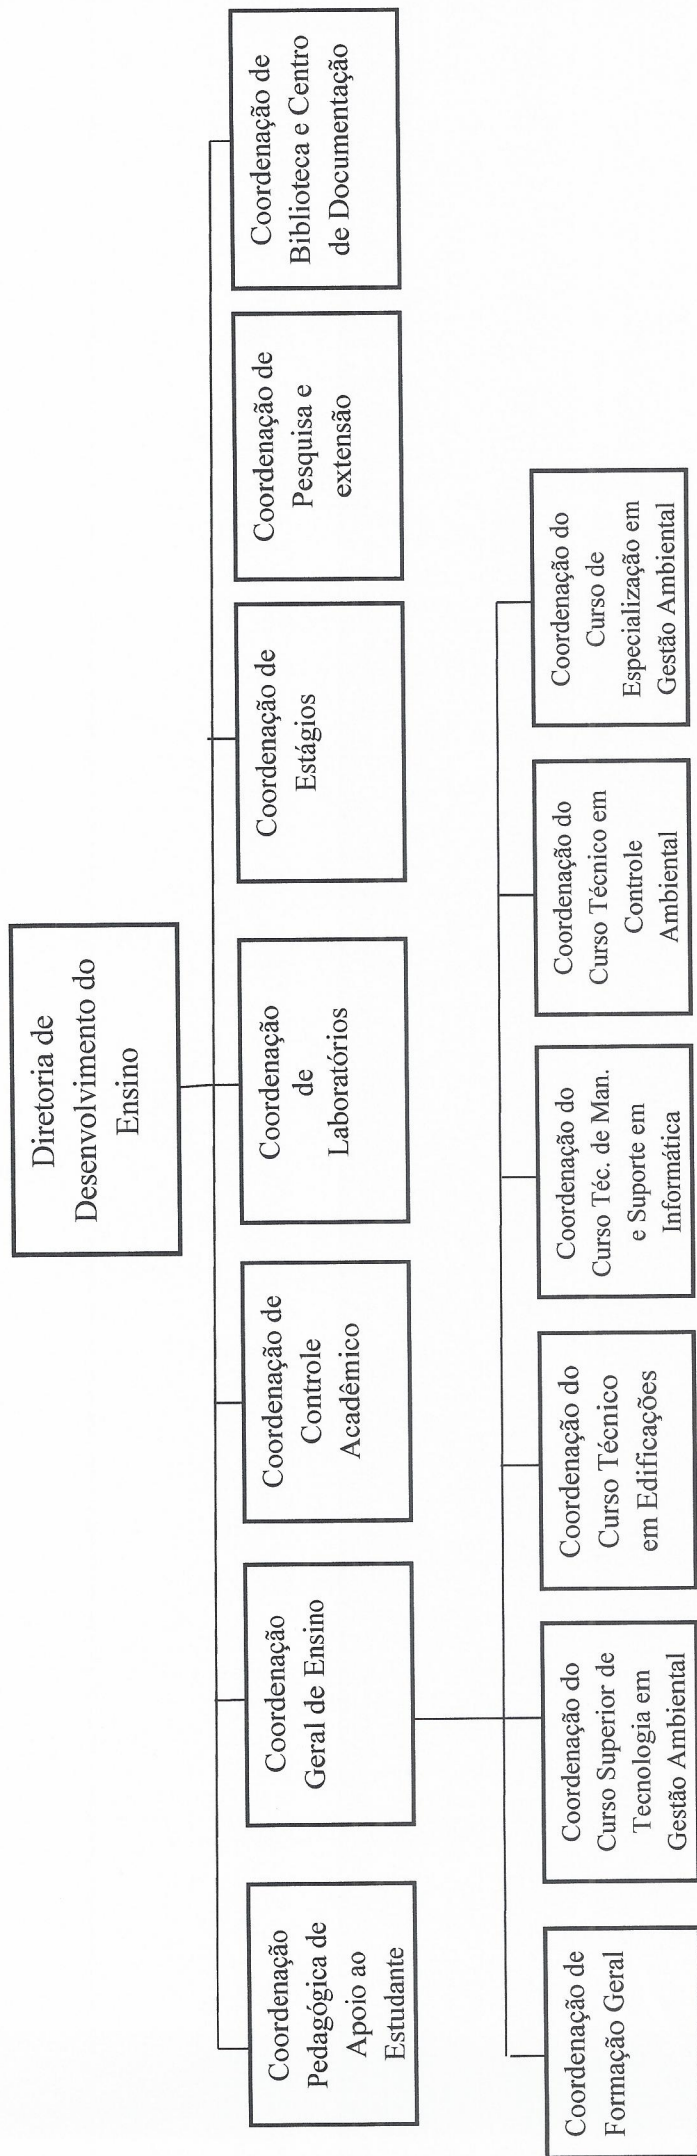 Diretoria de
Desenvolvimento do
Ensino
Coordenação
Pedagógica de
Apoio ao
Estudante
Coordenação
Geral de Ensino
Coordenação de
Controle
Acadêmico
Coordenação
de
Laboratórios
Coordenação de
Estágios
Coordenação de
Pesquisa e
extensão
Coordenação de
Biblioteca e Centro
de Documentação
Coordenação de
Formação Geral
Coordenação do
Curso Superior de
Tecnologia em
Gestão Ambiental
Coordenação do
Curso Técnico
em Edificações
Coordenação do
Curso Téc. de Man.
e Suporte em
Informática
Coordenação do
Curso Técnico em
Controle
Ambiental
Coordenação do
Curso de
Especialização em
Gestão Ambiental